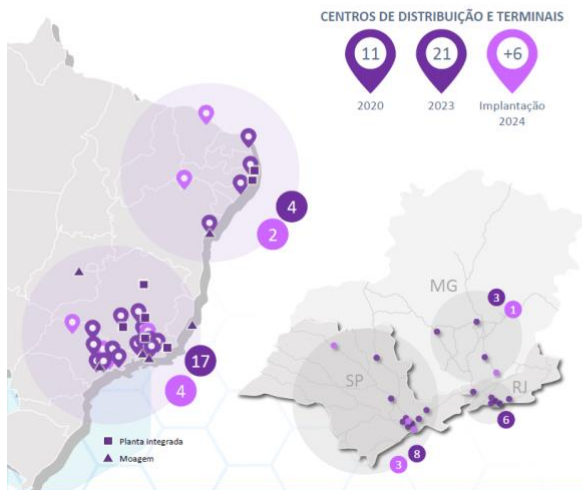 CENTROS DE DISTRIBUIÇÃO E TERMINAIS
11
21
+6
2020
2023
Implantação
2024
4
2
MG
3
1
17
4
SP
RJ
6
8
3
Planta integrada
Moagem